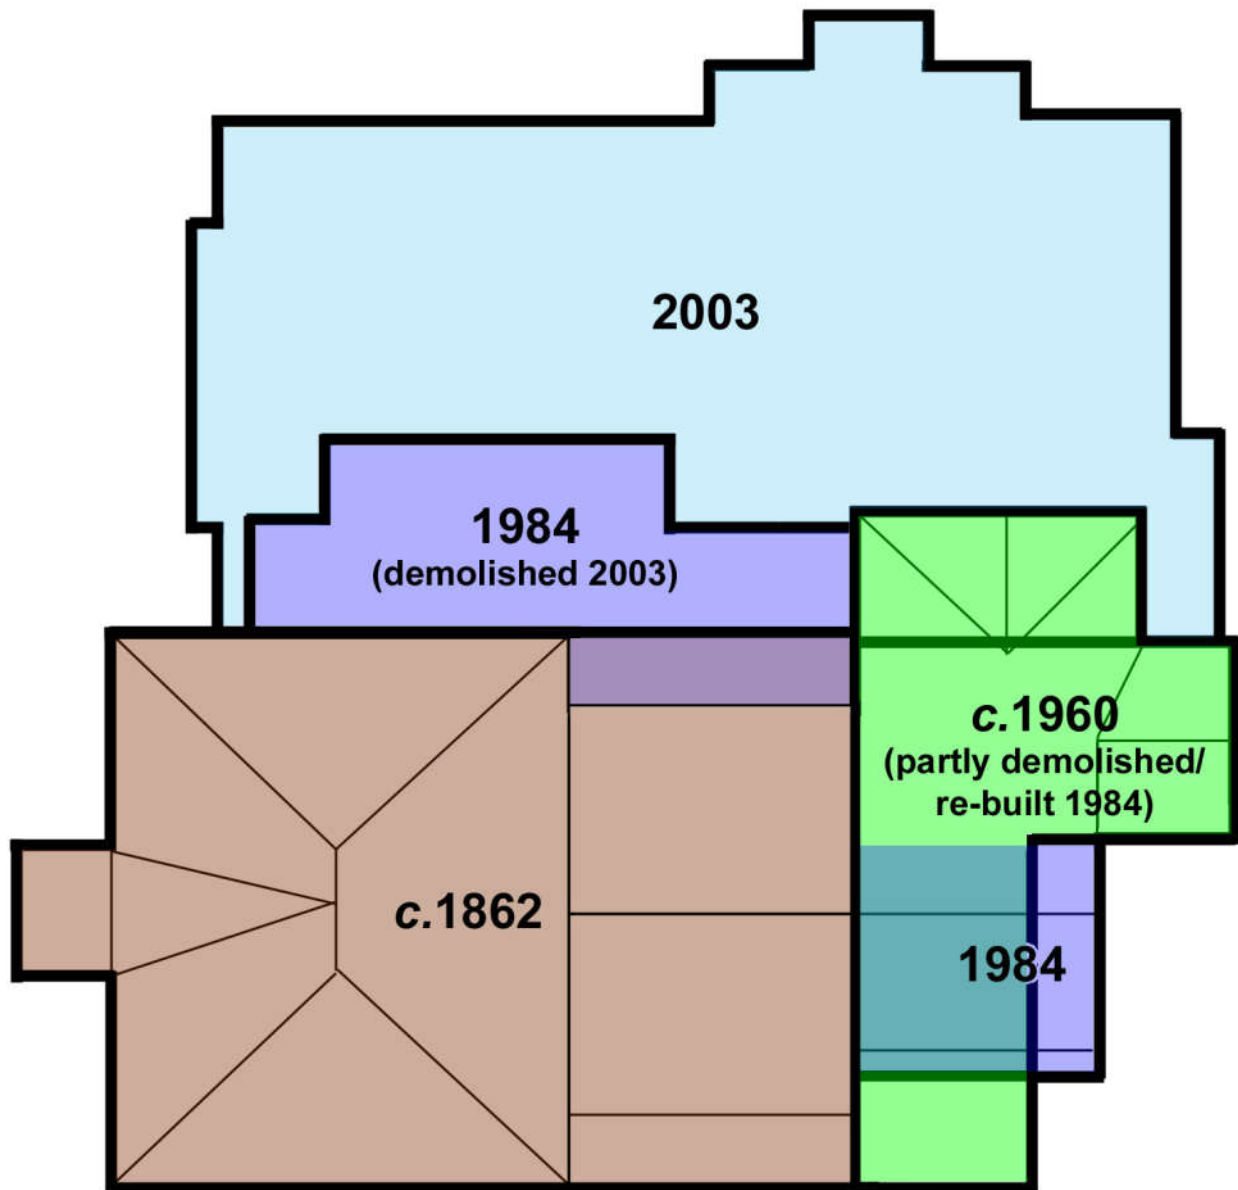 2003
1984
(demolished 2003)
c.1960
(partly demolished/
re-built 1984)
c.1862
1984